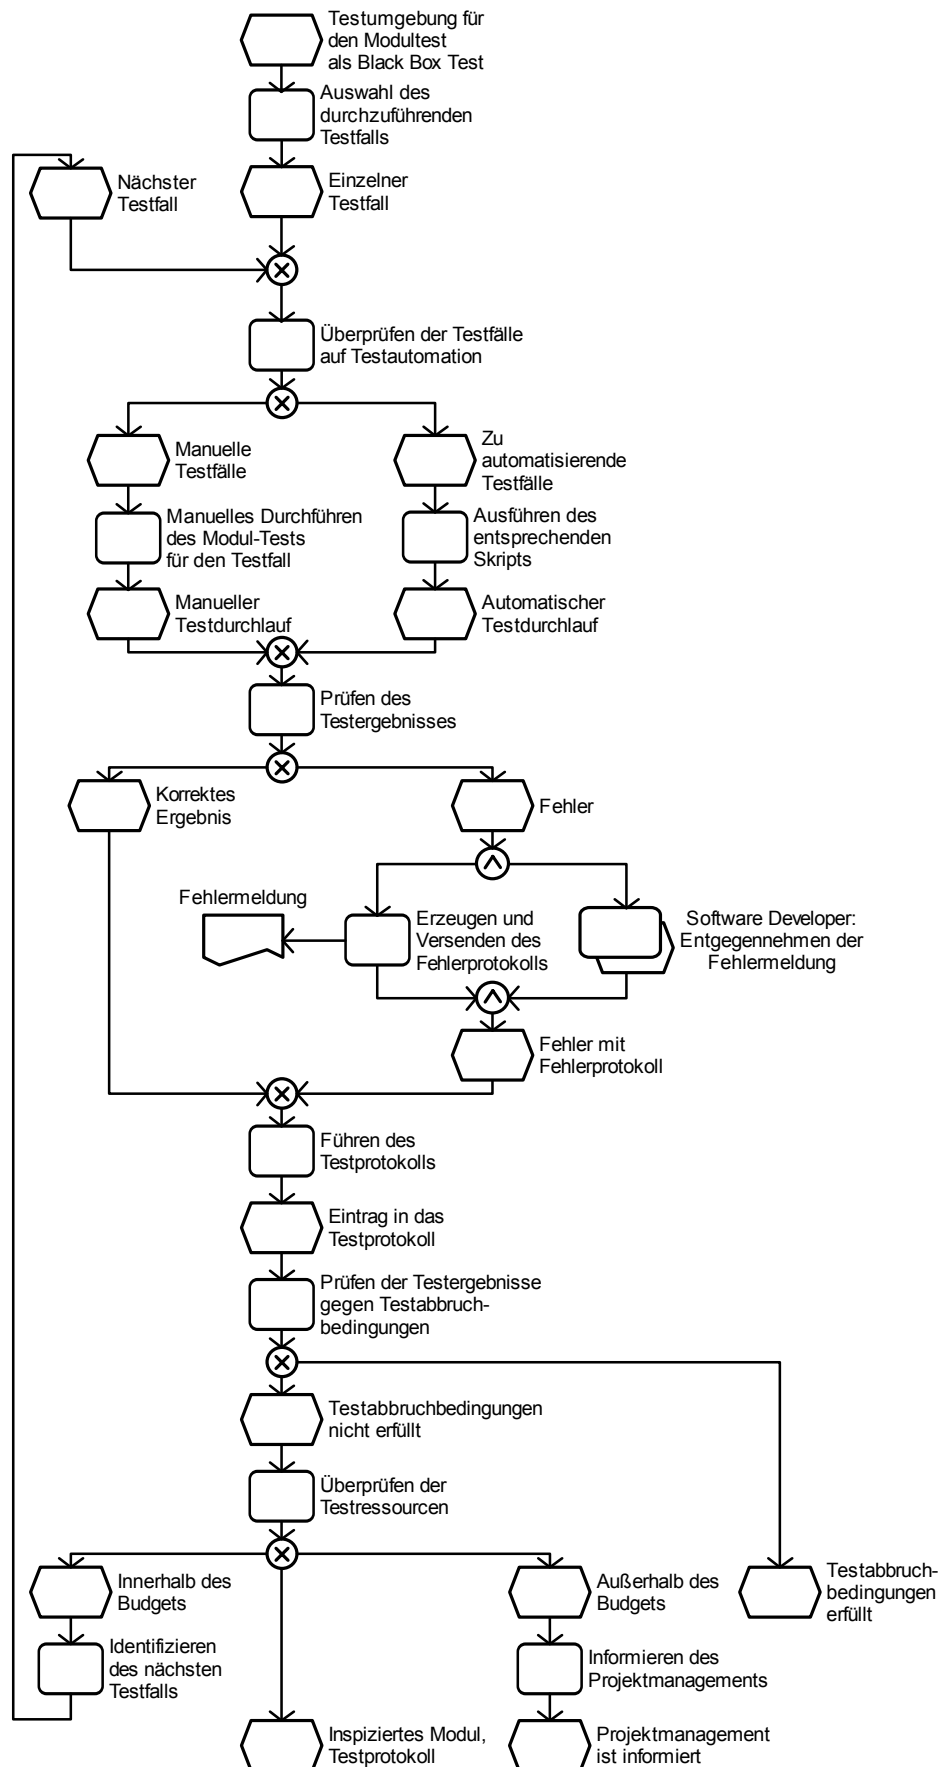 Testumgebung für
den Modultest
als Black Box Test
Auswahl des
durchzuführenden
Testfalls
Nächster
Testfall
Einzelner
Testfall
Überprüfen der Testfälle
auf Testautomation
Manuelle
Testfälle
Zu
automatisierende
Testfälle
Manuelles Durchführen
des Modul-Tests
für den Testfall
Ausführen des
entsprechenden
Skripts
Manueller
Testdurchlauf
Automatischer
Testdurchlauf
Prüfen des
Testergebnisses
Korrektes
Ergebnis
Fehler
Fehlermeldung
Erzeugen und
Versenden des
Fehlerprotokolls
Software Developer:
Entgegennehmen der
Fehlermeldung
Fehler mit
Fehlerprotokoll
Führen des
Testprotokolls
Eintrag in das
Testprotokoll
Prüfen der Testergebnisse
gegen Testabbruch-
bedingungen
Testabbruchbedingungen
nicht erfüllt
Überprüfen der
Testressourcen
Innerhalb des
Budgets
Außerhalb des
Budgets
Testabbruch-
bedingungen
erfüllt
Identifizieren
des nächsten
Testfalls
Informieren des
Projektmanagements
Inspiziertes Modul,
Testprotokoll
Projektmanagement
ist informiert